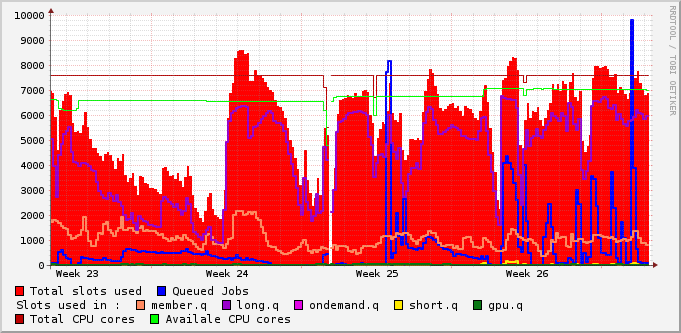 10000
9000
8000
7000
6000
5000
4000
3000
2000
1000
0
Week 23 Week 24 Week 25 Week 26
Total slots used Queued Jobs
Slots used in : member.q long.q ondemand.q short.q gpu.q
Total CPU cores Availale CPU cores
RRDTOOL / TOBI OETIKER